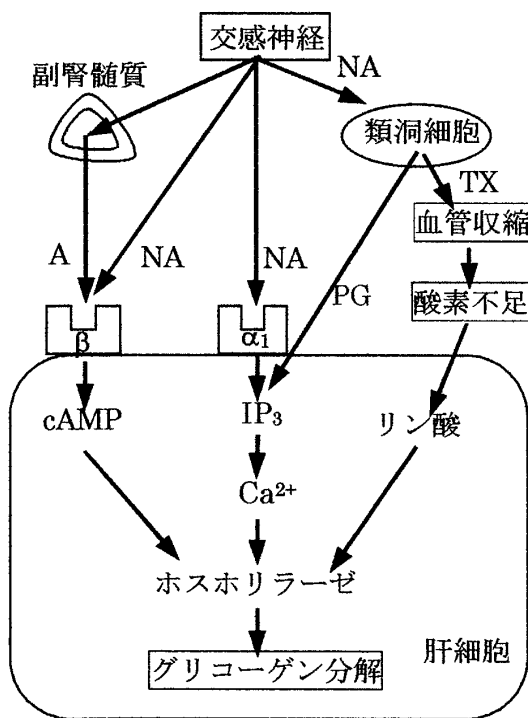 交感神経
副腎髄質
NA
類洞細胞
TX
血管収縮
A
NA
NA
PG
酸素不足
β
α₁
cAMP
IP₃
リン酸
Ca²⁺
ホスホリラーゼ
グリコーゲン分解
肝細胞